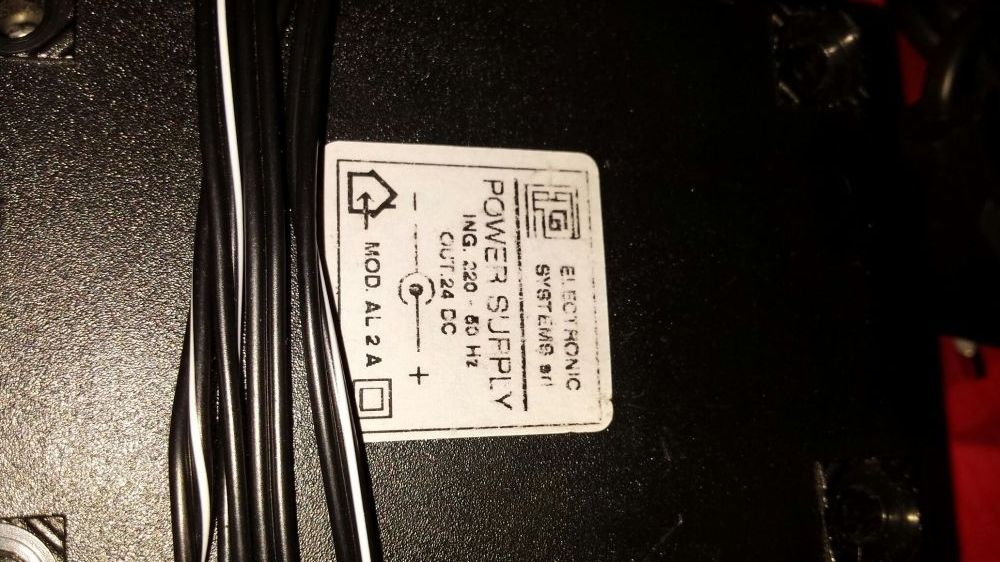 ELECTRONIC
SYSTEMS srl
POWER SUPPLY
ING. 220 - 50 Hz
OUT.24 DC
- +
MOD. AL 2 A